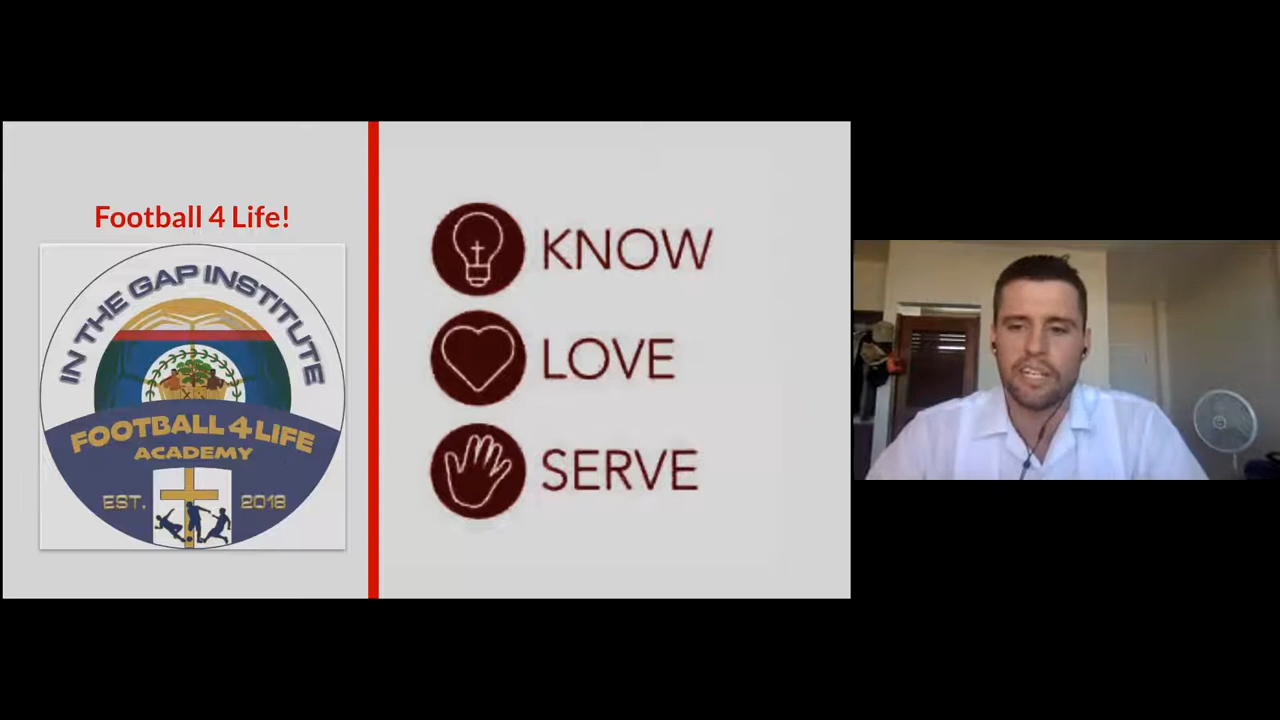 Football 4 Life!
IN THE GAP INSTITUTE
FOOTBALL 4 LIFE
ACADEMY
EST. 2018
KNOW
LOVE
SERVE